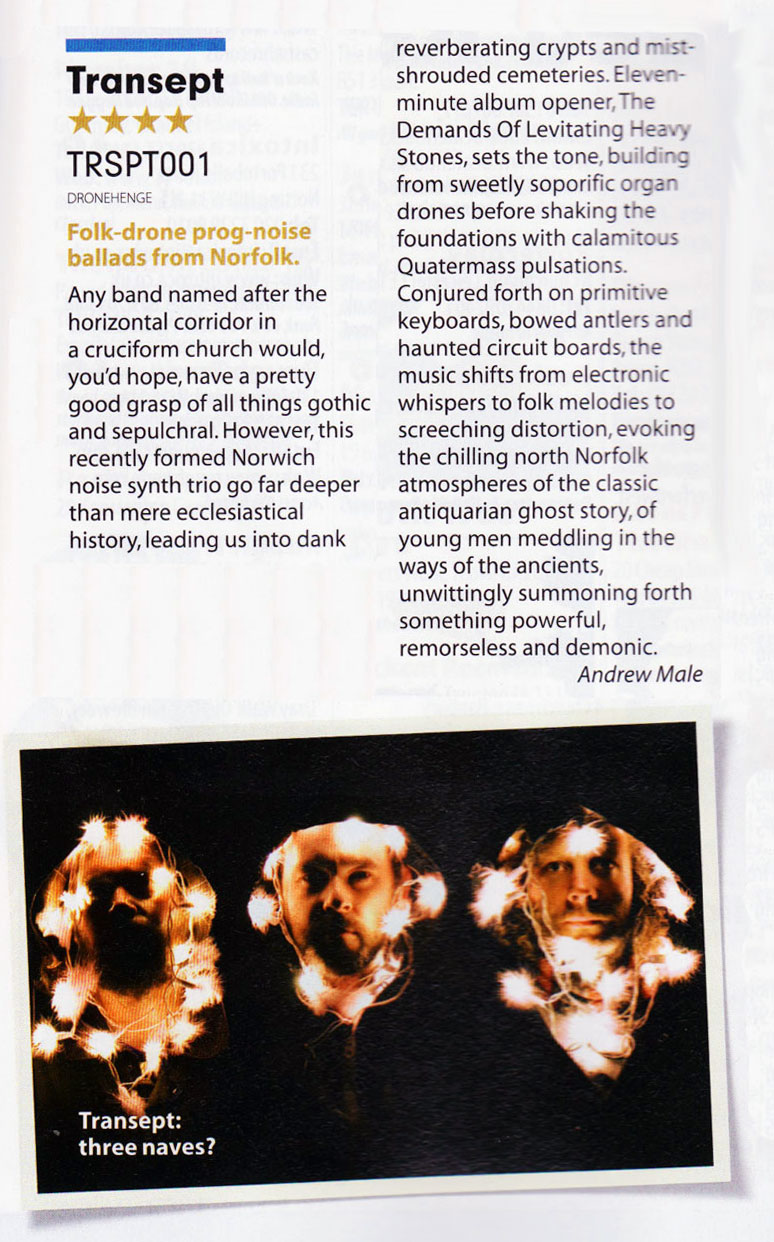 Transept
★★★★
TRSPT001
DRONEHENGE
Folk-drone prog-noise
ballads from Norfolk.
Any band named after the
horizontal corridor in
a cruciform church would,
you'd hope, have a pretty
good grasp of all things gothic
and sepulchral. However, this
recently formed Norwich
noise synth trio go far deeper
than mere ecclesiastical
history, leading us into dank
reverberating crypts and mist-
shrouded cemeteries. Eleven-
minute album opener, The
Demands Of Levitating Heavy
Stones, sets the tone, building
from sweetly soporific organ
drones before shaking the
foundations with calamitous
Quatermass pulsations.
Conjured forth on primitive
keyboards, bowed antlers and
haunted circuit boards, the
music shifts from electronic
whispers to folk melodies to
screeching distortion, evoking
the chilling north Norfolk
atmospheres of the classic
antiquarian ghost story, of
young men meddling in the
ways of the ancients,
unwittingly summoning forth
something powerful,
remorseless and demonic.
Andrew Male
Transept:
three naves?